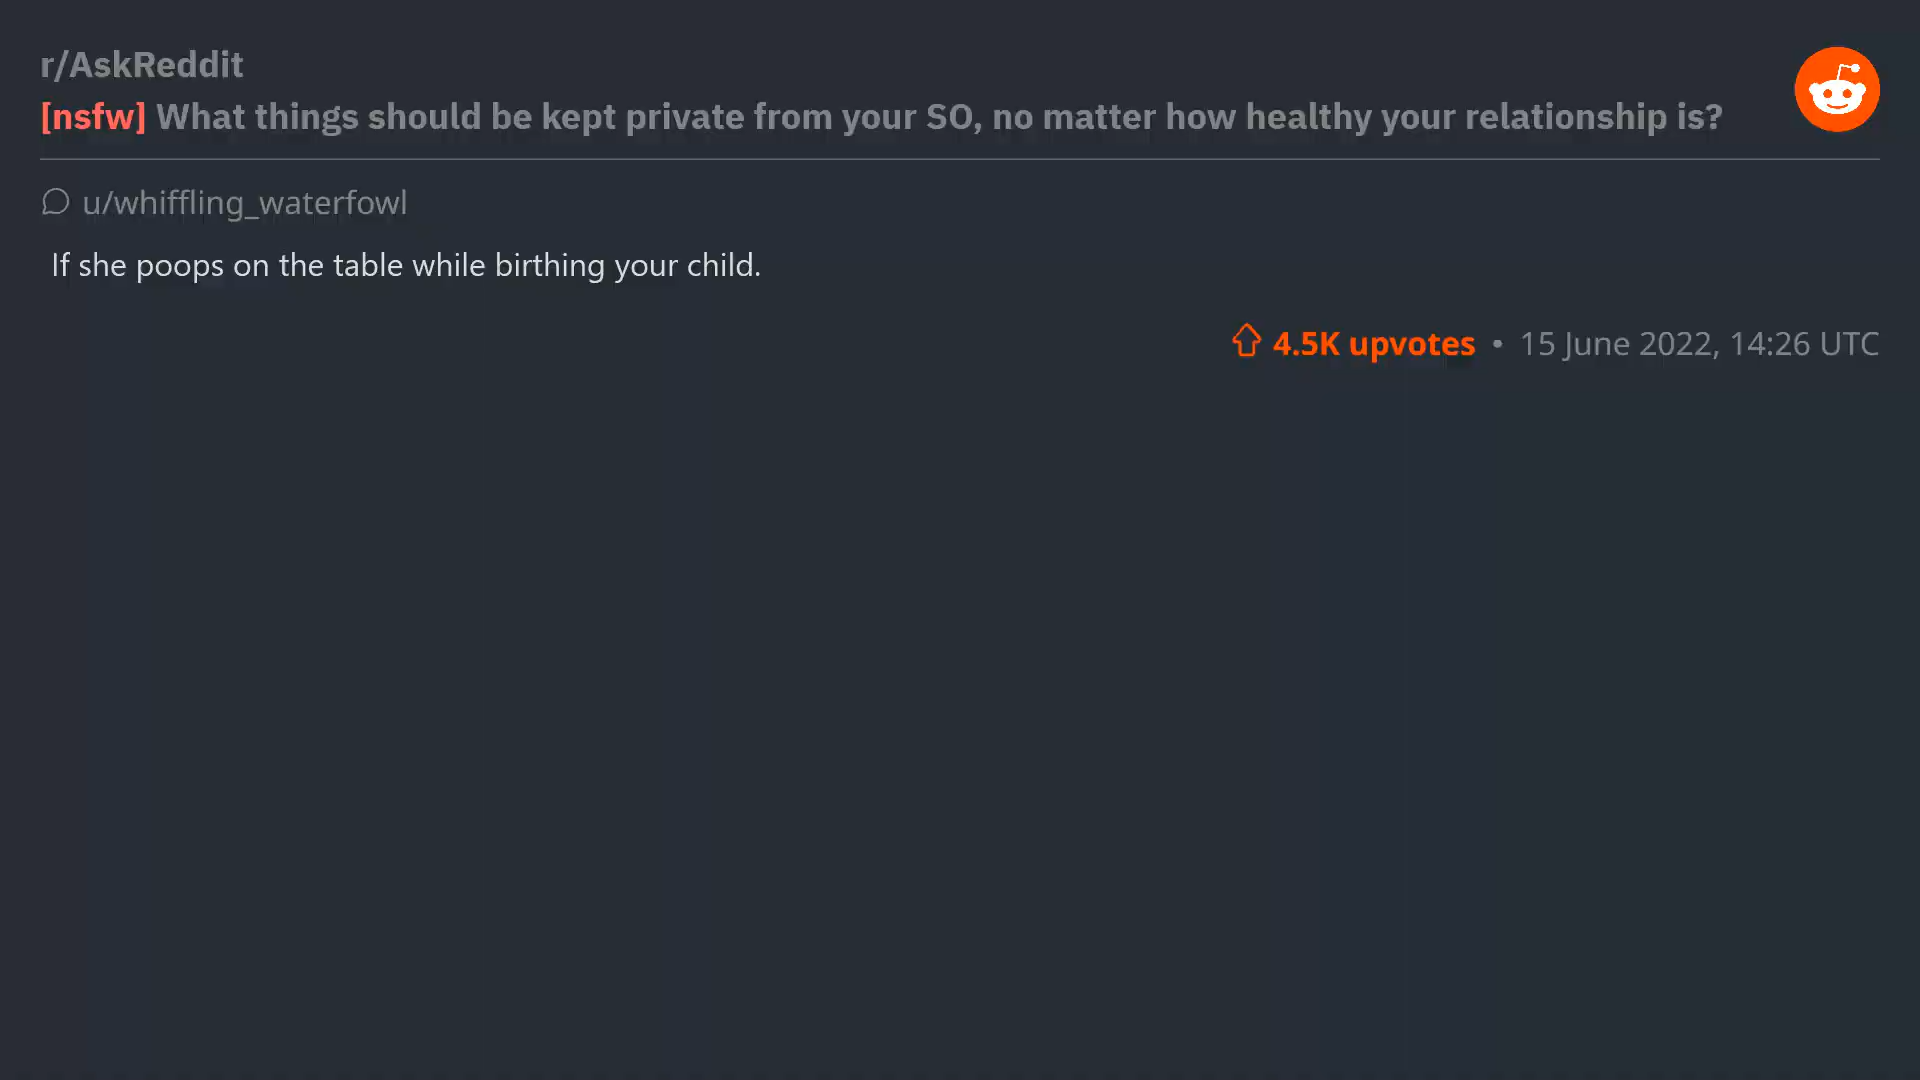 r/AskReddit
[nsfw] What things should be kept private from your SO, no matter how healthy your relationship is?
u/whiffling_waterfowl
If she poops on the table while birthing your child.
4.5K upvotes • 15 June 2022, 14:26 UTC